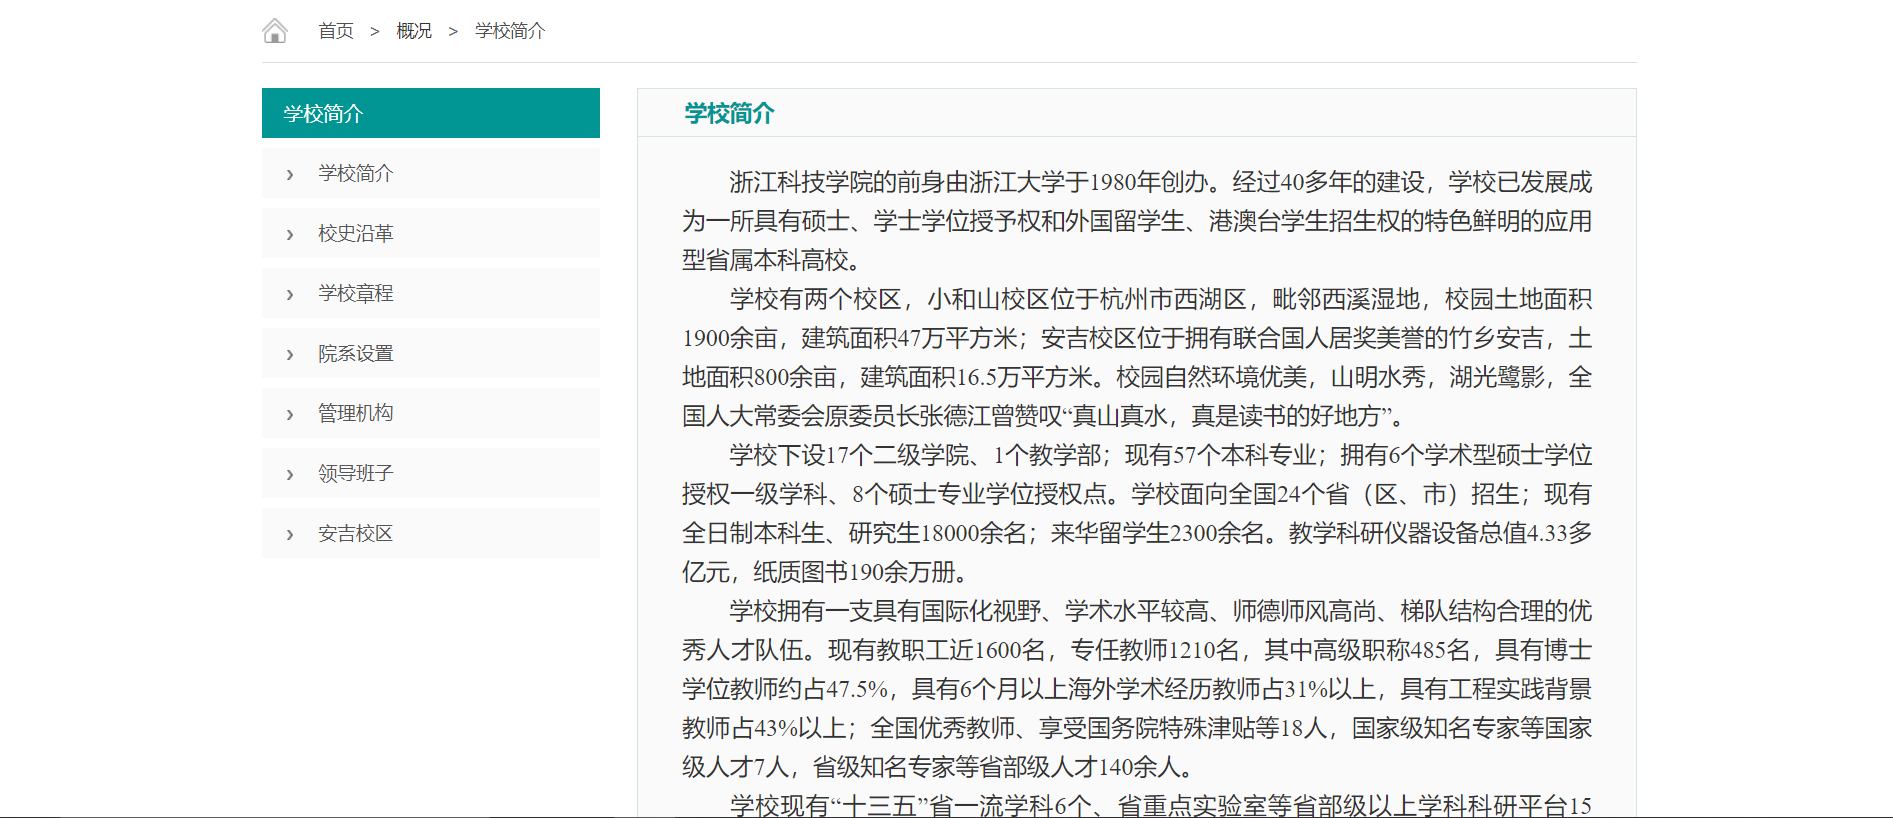 首页 > 概况 > 学校简介
学校简介
学校简介
校史沿革
学校章程
院系设置
管理机构
领导班子
安吉校区
学校简介
浙江科技学院的前身由浙江大学于1980年创办。经过40多年的建设，学校已发展成
为一所具有硕士、学士学位授予权和外国留学生、港澳台学生招生权的特色鲜明的应用
型省属本科高校。
学校有两个校区，小和山校区位于杭州市西湖区，毗邻西溪湿地，校园土地面积
1900余亩，建筑面积47万平方米；安吉校区位于拥有联合国人居奖美誉的竹乡安吉，土
地面积800余亩，建筑面积16.5万平方米。校园自然环境优美，山明水秀，湖光鹭影，全
国人大常委会原委员长张德江曾赞叹“真山真水，真是读书的好地方”。
学校下设17个二级学院、1个教学部；现有57个本科专业；拥有6个学术型硕士学位
授权一级学科、8个硕士专业学位授权点。学校面向全国24个省（区、市）招生；现有
全日制本科生、研究生18000余名；来华留学生2300余名。教学科研仪器设备总值4.33多
亿元，纸质图书190余万册。
学校拥有一支具有国际化视野、学术水平较高、师德师风高尚、梯队结构合理的优
秀人才队伍。现有教职工近1600名，专任教师1210名，其中高级职称485名，具有博士
学位教师约占47.5%，具有6个月以上海外学术经历教师占31%以上，具有工程实践背景
教师占43%以上；全国优秀教师、享受国务院特殊津贴等18人，国家级知名专家等国家
级人才7人，省级知名专家等省部级人才140余人。
学校现有“十三五”省一流学科6个、省重点实验室等省部级以上学科科研平台15